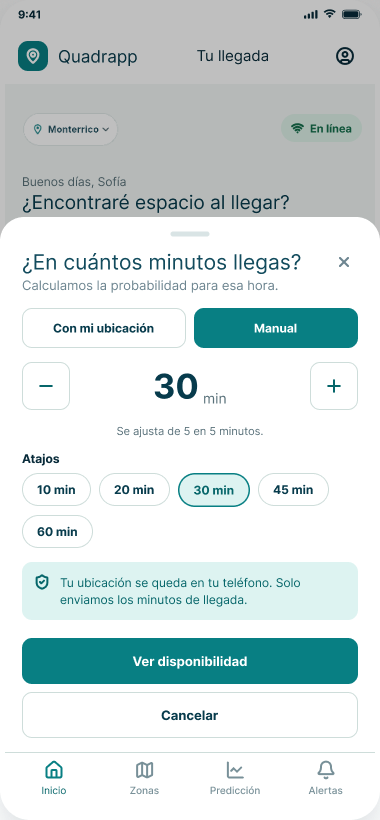 9:41
Quadrapp
Tu llegada
Monterrico
En línea
Buenos días, Sofía
¿Encontraré espacio al llegar?
¿En cuántos minutos llegas?
Calculamos la probabilidad para esa hora.
Con mi ubicación
Manual
30 min
Se ajusta de 5 en 5 minutos.
Atajos
10 min
20 min
30 min
45 min
60 min
Tu ubicación se queda en tu teléfono. Solo
enviamos los minutos de llegada.
Ver disponibilidad
Cancelar
Inicio
Zonas
Predicción
Alertas